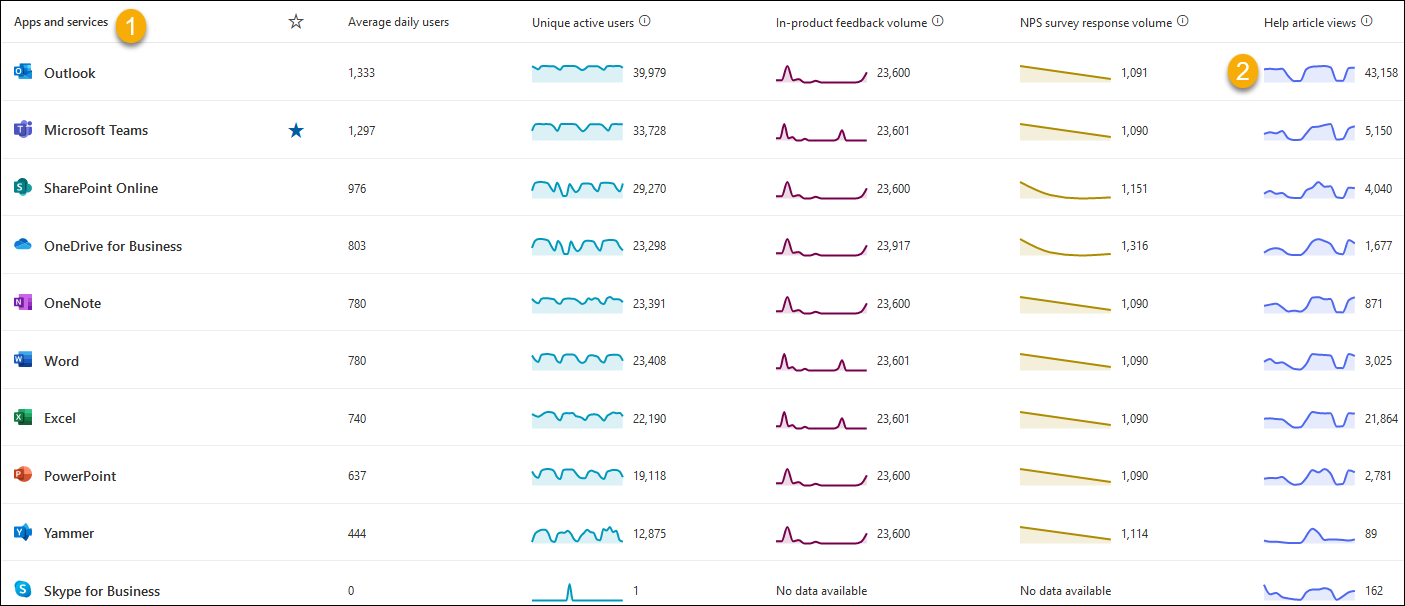 Apps and services 1 Average daily users Unique active users In-product feedback volume NPS survey response volume Help article views
Outlook 1,333 39,979 23,600 1,091 2 43,158
Microsoft Teams 1,297 33,728 23,601 1,090 5,150
SharePoint Online 976 29,270 23,600 1,151 4,040
OneDrive for Business 803 23,298 23,917 1,316 1,677
OneNote 780 23,391 23,600 1,090 871
Word 780 23,408 23,601 1,090 3,025
Excel 740 22,190 23,601 1,090 21,864
PowerPoint 637 19,118 23,600 1,090 2,781
Yammer 444 12,875 23,600 1,114 89
Skype for Business 0 1 No data available No data available 162